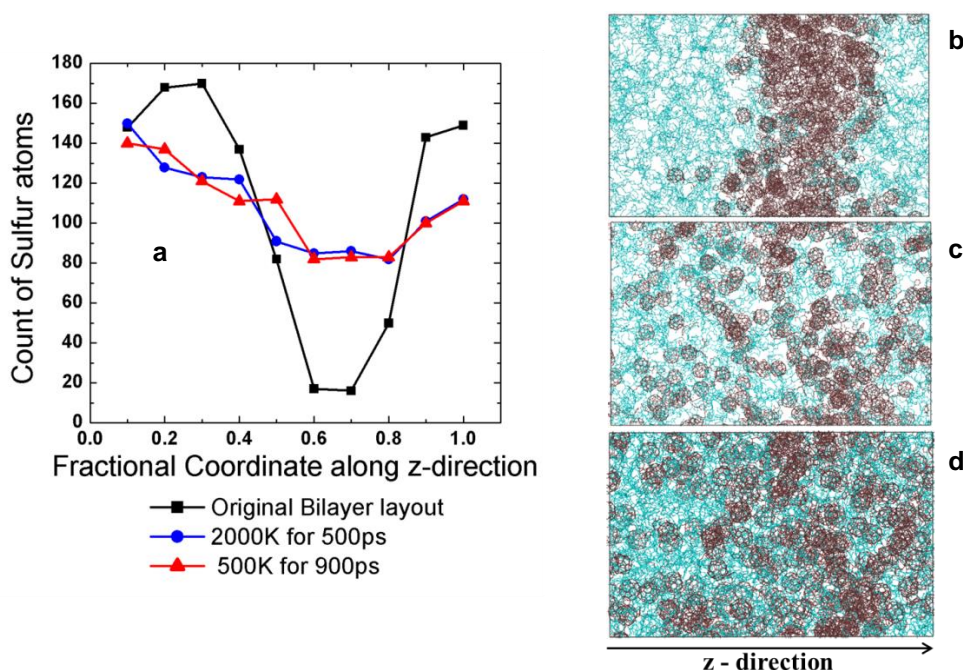 180
160
140
120
100
80
60
40
20
0
Count of Sulfur atoms
a
0.0 0.2 0.4 0.6 0.8 1.0
Fractional Coordinate along z-direction
Original Bilayer layout
2000K for 500ps
500K for 900ps
b
c
d
z - direction